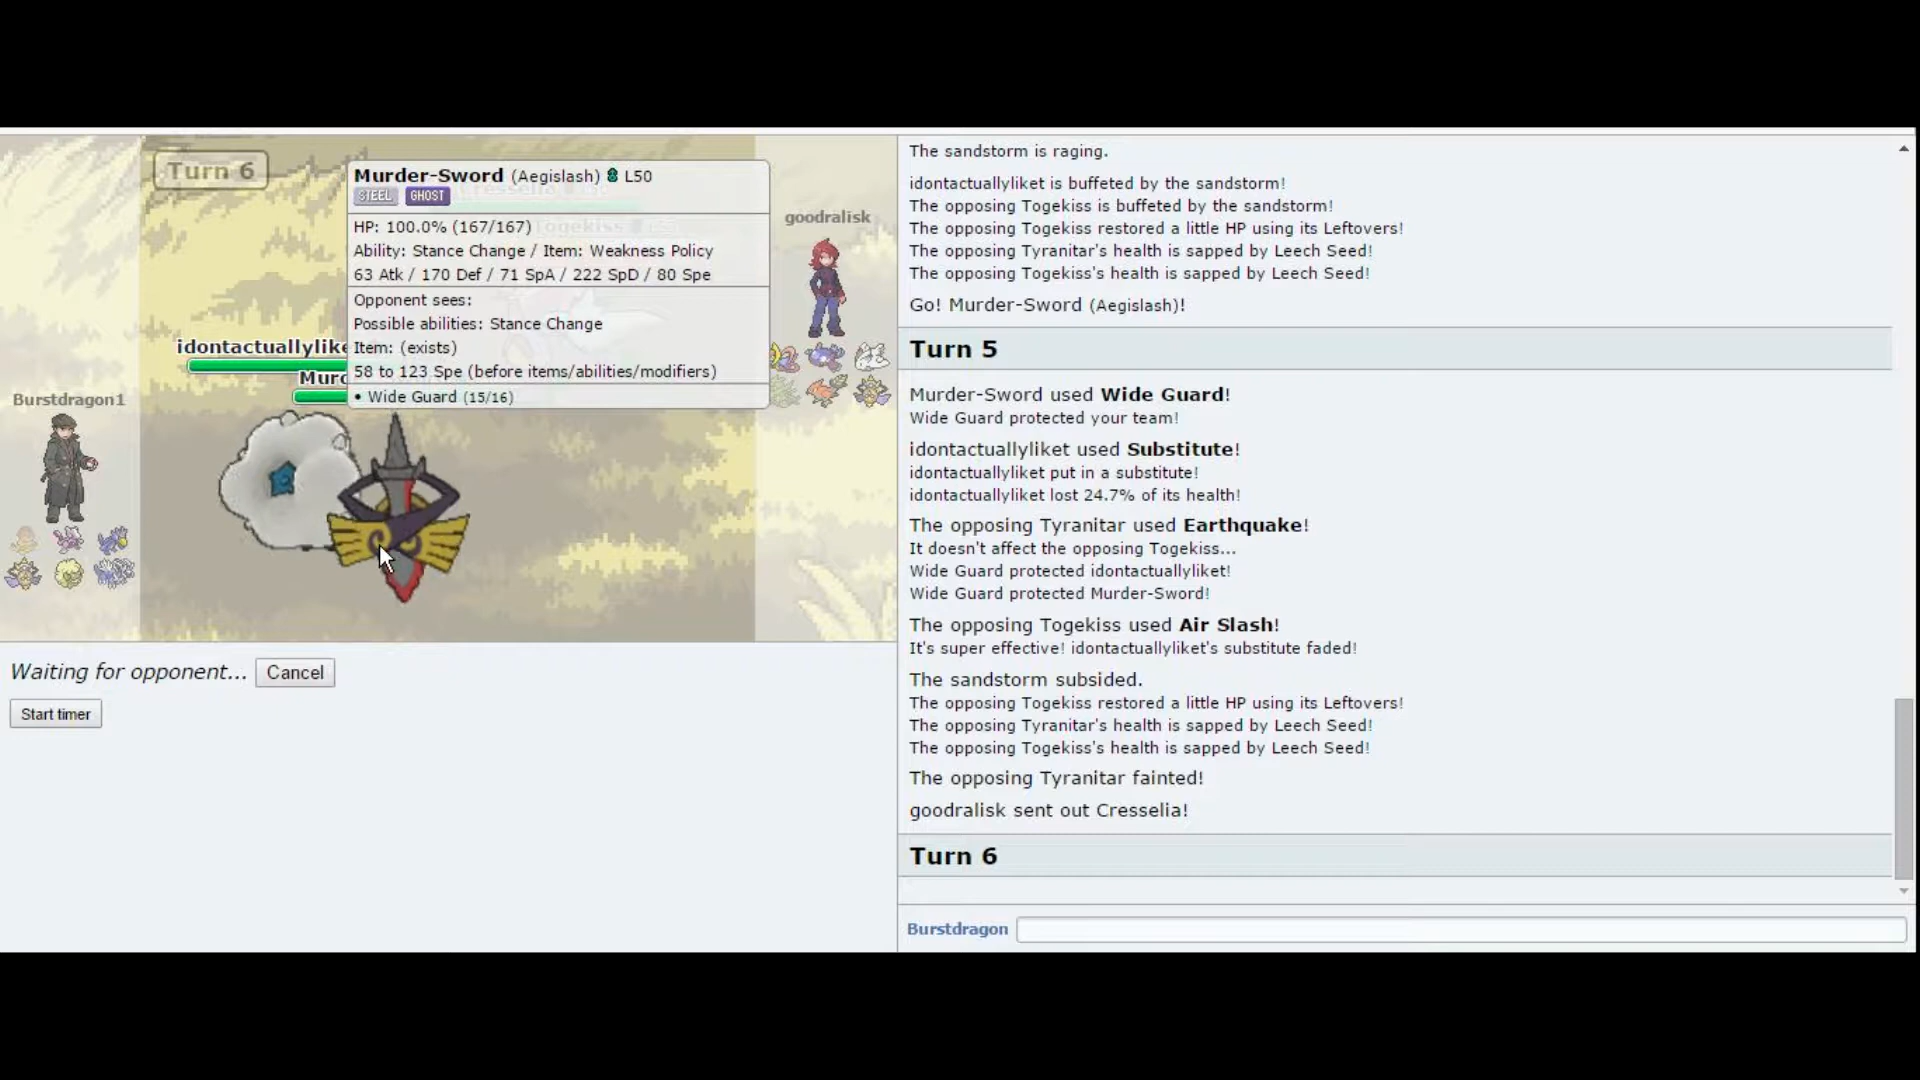 Turn 6
Murder-Sword (Aegislash) L50
STEEL GHOST
HP: 100.0% (167/167)
Ability: Stance Change / Item: Weakness Policy
63 Atk / 170 Def / 71 SpA / 222 SpD / 80 Spe
Opponent sees:
Possible abilities: Stance Change
Item: (exists)
58 to 123 Spe (before items/abilities/modifiers)
• Wide Guard (15/16)
Cresselia
Togekiss
goodralisk
idontactuallylike
Murd
Burstdragon1
Waiting for opponent... Cancel
Start timer
The sandstorm is raging.
idontactuallyliket is buffeted by the sandstorm!
The opposing Togekiss is buffeted by the sandstorm!
The opposing Togekiss restored a little HP using its Leftovers!
The opposing Tyranitar's health is sapped by Leech Seed!
The opposing Togekiss's health is sapped by Leech Seed!
Go! Murder-Sword (Aegislash)!
Turn 5
Murder-Sword used Wide Guard!
Wide Guard protected your team!
idontactuallyliket used Substitute!
idontactuallyliket put in a substitute!
idontactuallyliket lost 24.7% of its health!
The opposing Tyranitar used Earthquake!
It doesn't affect the opposing Togekiss...
Wide Guard protected idontactuallyliket!
Wide Guard protected Murder-Sword!
The opposing Togekiss used Air Slash!
It's super effective! idontactuallyliket's substitute faded!
The sandstorm subsided.
The opposing Togekiss restored a little HP using its Leftovers!
The opposing Tyranitar's health is sapped by Leech Seed!
The opposing Togekiss's health is sapped by Leech Seed!
The opposing Tyranitar fainted!
goodralisk sent out Cresselia!
Turn 6
Burstdragon